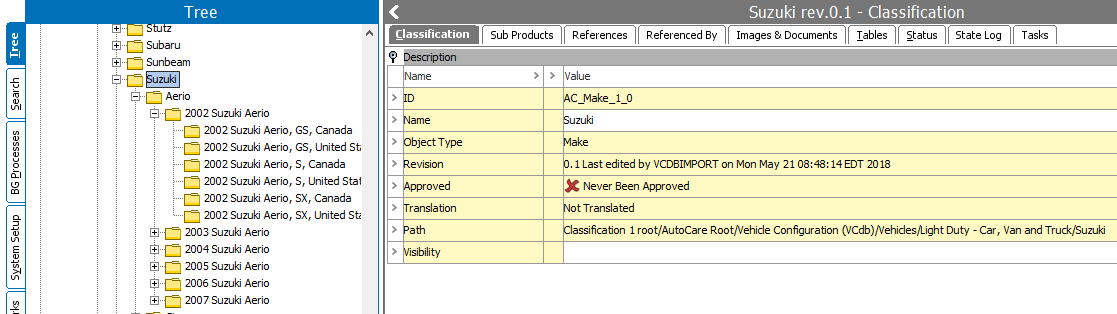 Tree
Search
BG Processes
System Setup
Tree
Stutz
Subaru
Sunbeam
Suzuki
Aerio
2002 Suzuki Aerio
2002 Suzuki Aerio, GS, Canada
2002 Suzuki Aerio, GS, United Sta
2002 Suzuki Aerio, S, Canada
2002 Suzuki Aerio, S, United Stat
2002 Suzuki Aerio, SX, Canada
2002 Suzuki Aerio, SX, United Sta
2003 Suzuki Aerio
2004 Suzuki Aerio
2005 Suzuki Aerio
2006 Suzuki Aerio
2007 Suzuki Aerio
Suzuki rev.0.1 - Classification
Classification Sub Products References Referenced By Images & Documents Tables Status State Log Tasks
Description
Name Value
ID AC_Make_1_0
Name Suzuki
Object Type Make
Revision 0.1 Last edited by VCDBIMPORT on Mon May 21 08:48:14 EDT 2018
Approved Never Been Approved
Translation Not Translated
Path Classification 1 root/AutoCare Root/Vehicle Configuration (VCdb)/Vehicles/Light Duty - Car, Van and Truck/Suzuki
Visibility